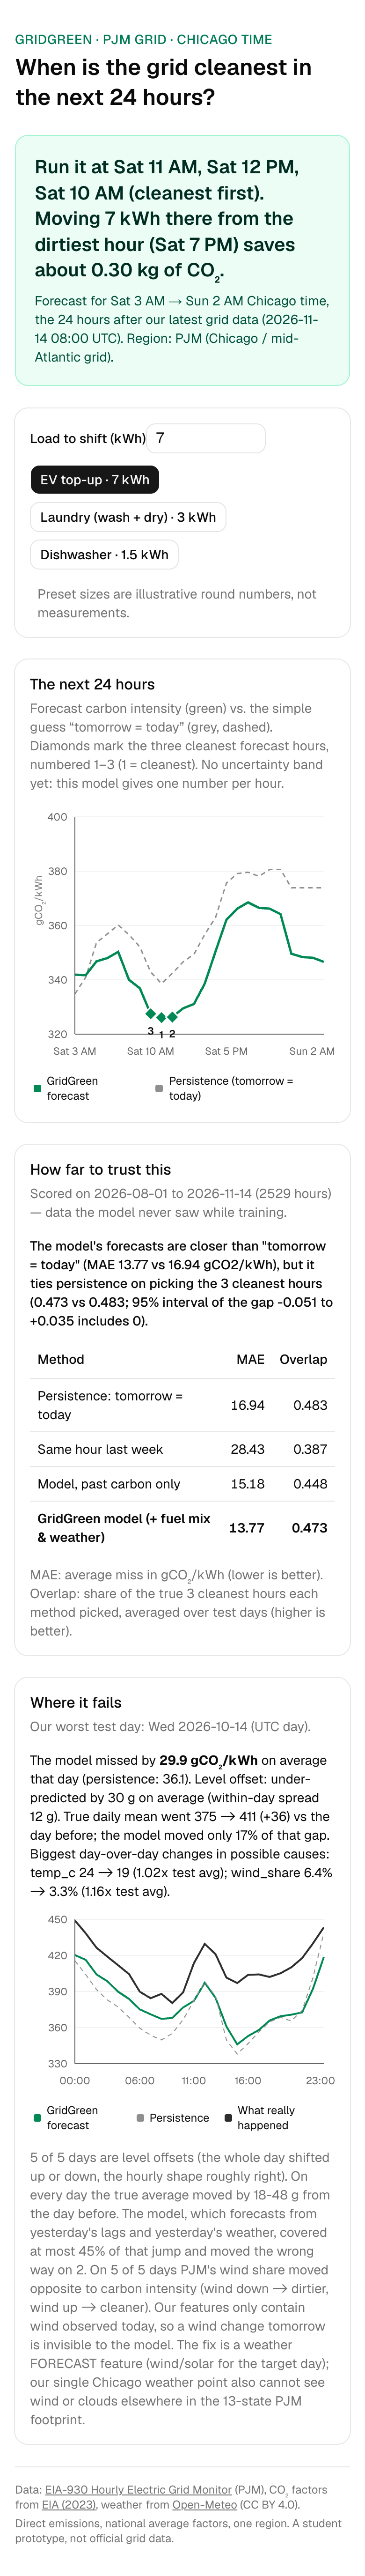 GRIDGREEN · PJM GRID · CHICAGO TIME
When is the grid cleanest in
the next 24 hours?
Run it at Sat 11 AM, Sat 12 PM,
Sat 10 AM (cleanest first).
Moving 7 kWh there from the
dirtiest hour (Sat 7 PM) saves
about 0.30 kg of CO₂.
Forecast for Sat 3 AM → Sun 2 AM Chicago time,
the 24 hours after our latest grid data (2026-11-
14 08:00 UTC). Region: PJM (Chicago / mid-
Atlantic grid).
Load to shift (kWh) 7
EV top-up · 7 kWh
Laundry (wash + dry) · 3 kWh
Dishwasher · 1.5 kWh
Preset sizes are illustrative round numbers, not
measurements.
The next 24 hours
Forecast carbon intensity (green) vs. the simple
guess “tomorrow = today” (grey, dashed).
Diamonds mark the three cleanest forecast hours,
numbered 1–3 (1 = cleanest). No uncertainty band
yet: this model gives one number per hour.
400
380
360
340
320
gCO₂/kWh
3 1 2
Sat 3 AM Sat 10 AM Sat 5 PM Sun 2 AM
GridGreen
forecast
Persistence (tomorrow =
today)
How far to trust this
Scored on 2026-08-01 to 2026-11-14 (2529 hours)
— data the model never saw while training.
The model's forecasts are closer than "tomorrow
= today" (MAE 13.77 vs 16.94 gCO2/kWh), but it
ties persistence on picking the 3 cleanest hours
(0.473 vs 0.483; 95% interval of the gap -0.051 to
+0.035 includes 0).
Method MAE Overlap
Persistence: tomorrow =
today 16.94 0.483
Same hour last week 28.43 0.387
Model, past carbon only 15.18 0.448
GridGreen model (+ fuel mix
& weather) 13.77 0.473
MAE: average miss in gCO₂/kWh (lower is better).
Overlap: share of the true 3 cleanest hours each
method picked, averaged over test days (higher is
better).
Where it fails
Our worst test day: Wed 2026-10-14 (UTC day).
The model missed by 29.9 gCO₂/kWh on average
that day (persistence: 36.1). Level offset: under-
predicted by 30 g on average (within-day spread
12 g). True daily mean went 375 → 411 (+36) vs the
day before; the model moved only 17% of that gap.
Biggest day-over-day changes in possible causes:
temp_c 24 → 19 (1.02x test avg); wind_share 6.4%
→ 3.3% (1.16x test avg).
450
420
390
360
330
00:00 06:00 11:00 16:00 23:00
GridGreen
forecast
Persistence
What really
happened
5 of 5 days are level offsets (the whole day shifted
up or down, the hourly shape roughly right). On
every day the true average moved by 18-48 g from
the day before. The model, which forecasts from
yesterday's lags and yesterday's weather, covered
at most 45% of that jump and moved the wrong
way on 2. On 5 of 5 days PJM's wind share moved
opposite to carbon intensity (wind down → dirtier,
wind up → cleaner). Our features only contain
wind observed today, so a wind change tomorrow
is invisible to the model. The fix is a weather
FORECAST feature (wind/solar for the target day);
our single Chicago weather point also cannot see
wind or clouds elsewhere in the 13-state PJM
footprint.
Data: EIA-930 Hourly Electric Grid Monitor (PJM), CO₂ factors
from EIA (2023), weather from Open-Meteo (CC BY 4.0).
Direct emissions, national average factors, one region. A student
prototype, not official grid data.